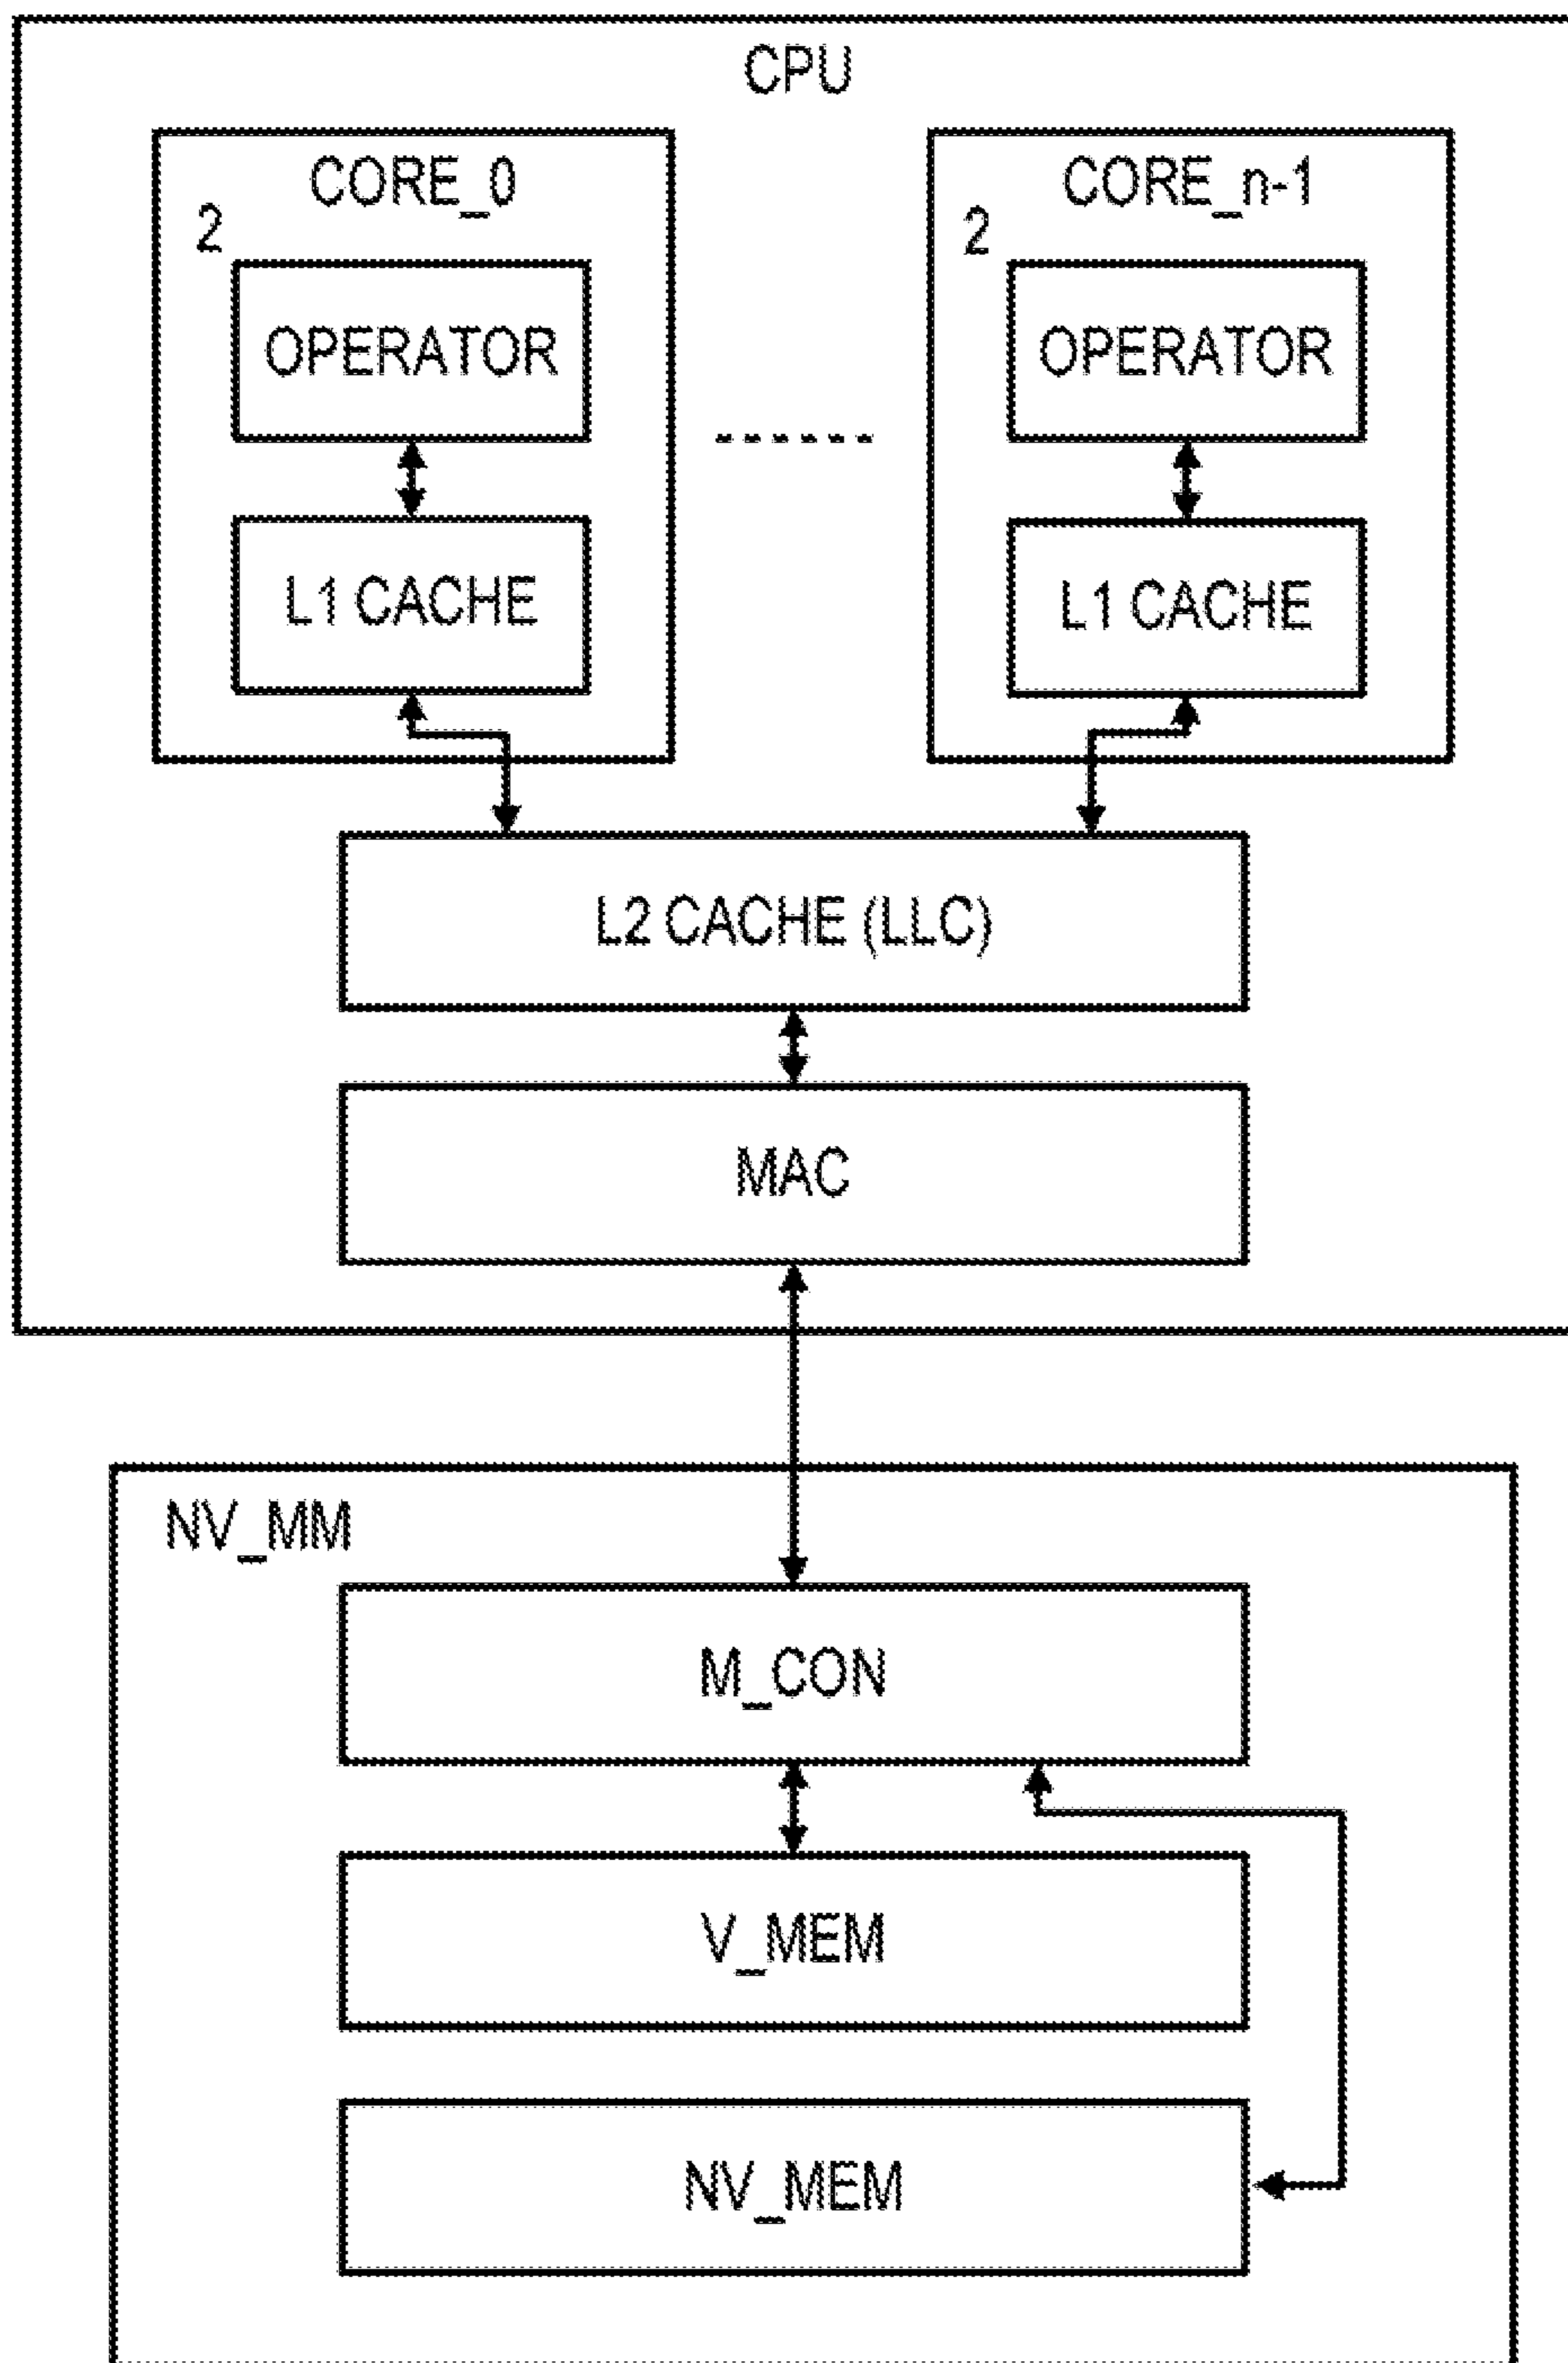 CPU
CORE_0
2
OPERATOR
L1 CACHE
CORE_n-1
2
OPERATOR
L1 CACHE
L2 CACHE (LLC)
MAC
NV_MM
M_CON
V_MEM
NV_MEM